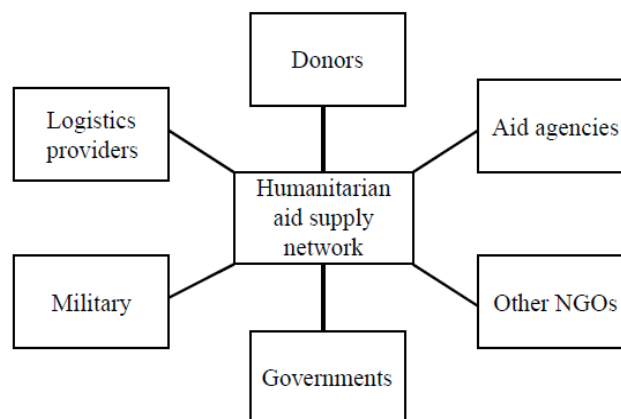 Donors
Logistics
providers
Aid agencies
Humanitarian
aid supply
network
Military
Other NGOs
Governments